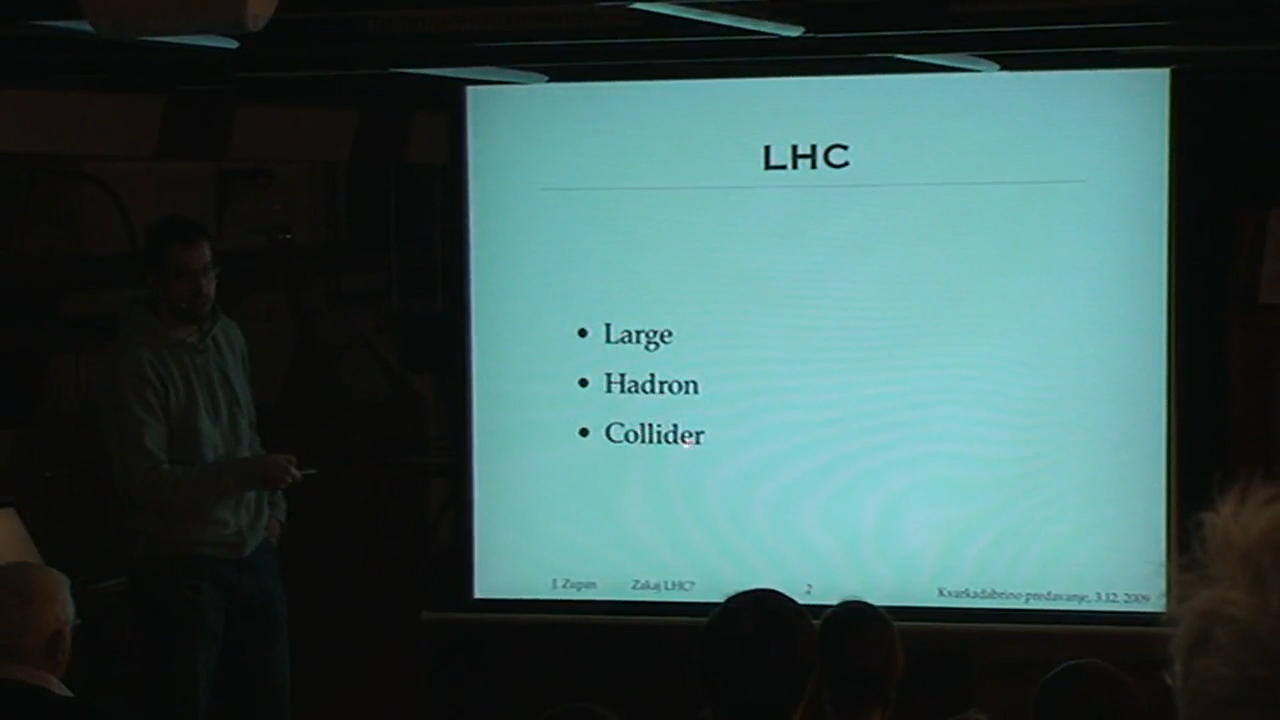 LHC
• Large
• Hadron
• Collider
J. Zupan Zakaj LHC? 2 Kvarkadabrino predavanje, 3.12. 2009